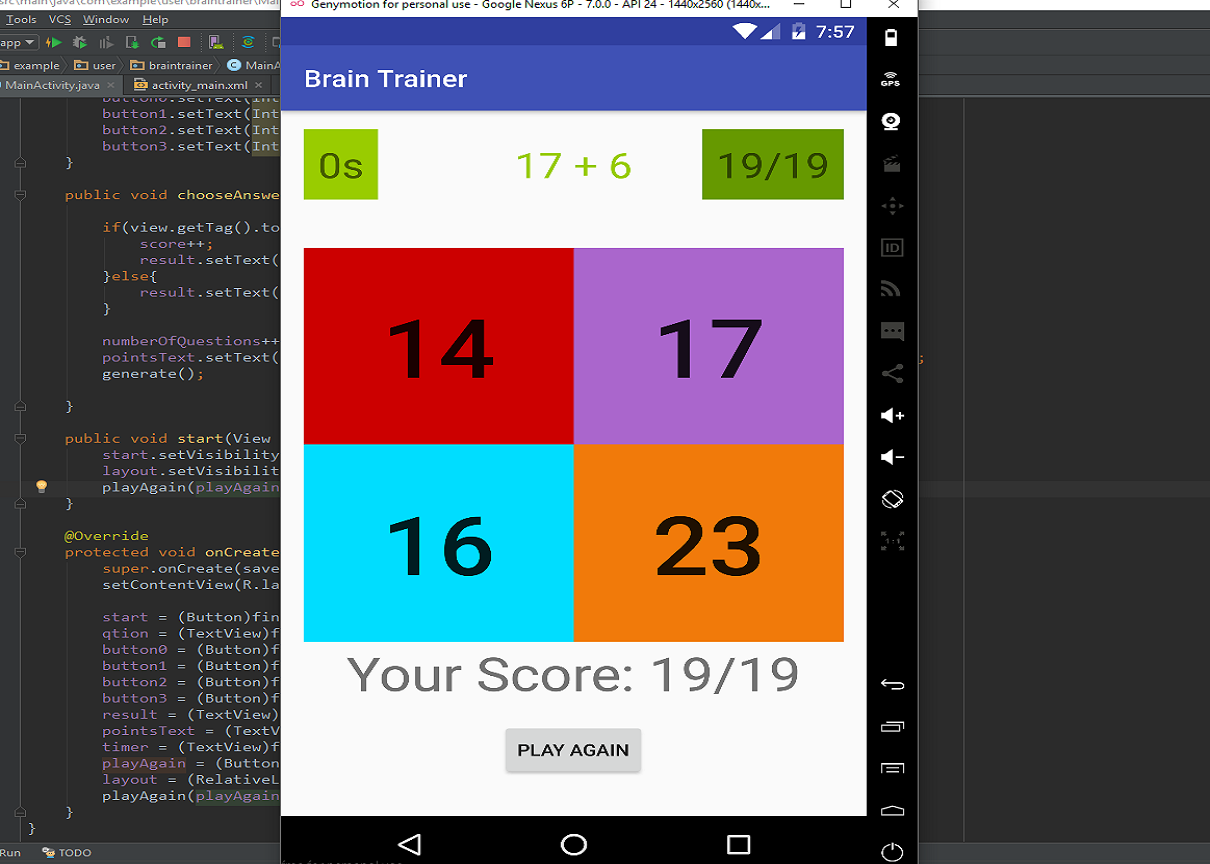 src\main\java\com\example\user\braintrainer\Mai
Genymotion for personal use - Google Nexus 6P - 7.0.0 - API 24 - 1440x2560 (1440x...
Tools VCS Window Help
app
example user braintrainer MainA
MainActivity.java activity_main.xml
button0.setText(Int
button1.setText(Int
button2.setText(Int
button3.setText(Int
}
public void chooseAnswe
if(view.getTag().to
score++;
result.setText(
}else{
result.setText(
}
numberOfQuestions++
pointsText.setText( ;
generate();
}
public void start(View
start.setVisibility
layout.setVisibilit
playAgain(playAgain
}
@Override
protected void onCreate
super.onCreate(save
setContentView(R.la
start = (Button)fin
qtion = (TextView)f
button0 = (Button)f
button1 = (Button)f
button2 = (Button)f
button3 = (Button)f
result = (TextView)
pointsText = (TextV
timer = (TextView)f
playAgain = (Button
layout = (RelativeL
playAgain(playAgain
}
}
Run TODO
7:57
Brain Trainer
0s 17 + 6 19/19
14 17
16 23
Your Score: 19/19
PLAY AGAIN
GPS
ID
1:1